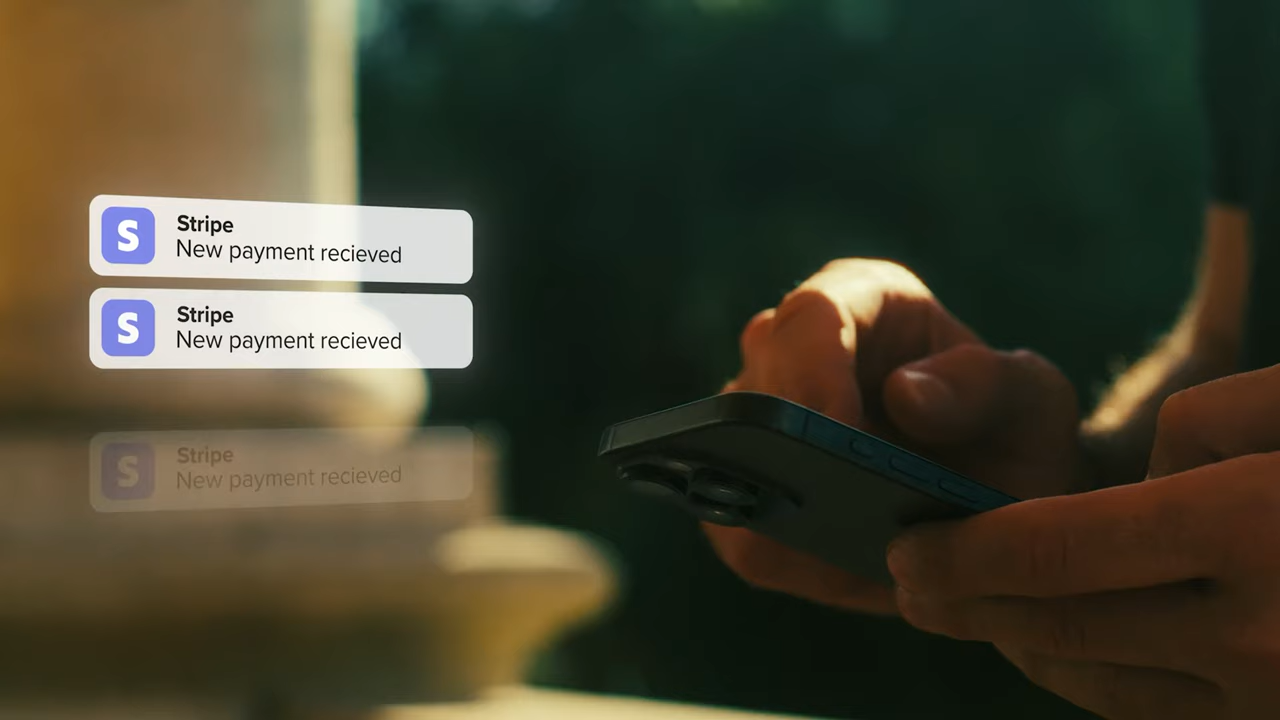 S
Stripe
New payment recieved
S
Stripe
New payment recieved
S
Stripe
New payment recieved